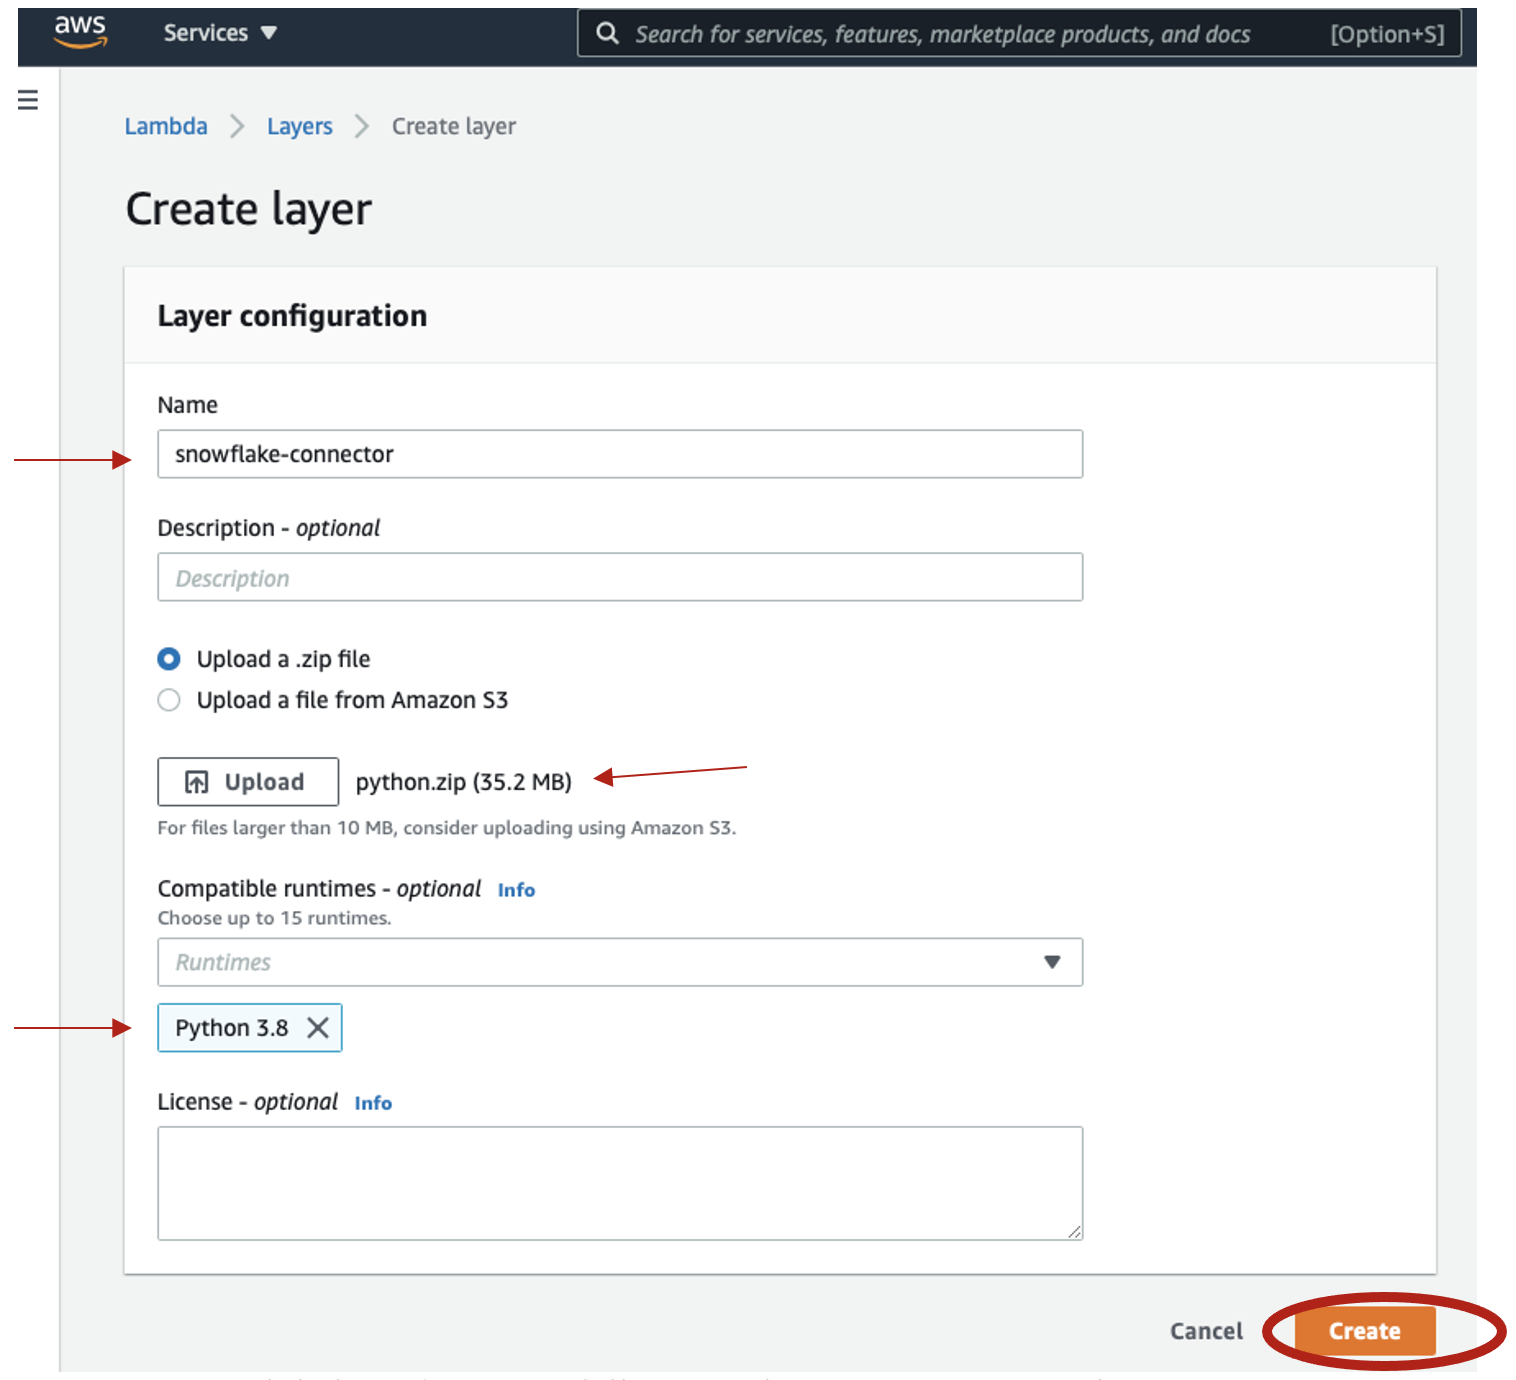 aws Services Search for services, features, marketplace products, and docs [Option+S]
Lambda Layers Create layer
Create layer
Layer configuration
Name
snowflake-connector
Description - optional
Description
Upload a .zip file
Upload a file from Amazon S3
Upload python.zip (35.2 MB)
For files larger than 10 MB, consider uploading using Amazon S3.
Compatible runtimes - optional Info
Choose up to 15 runtimes.
Runtimes
Python 3.8
License - optional Info
Cancel Create